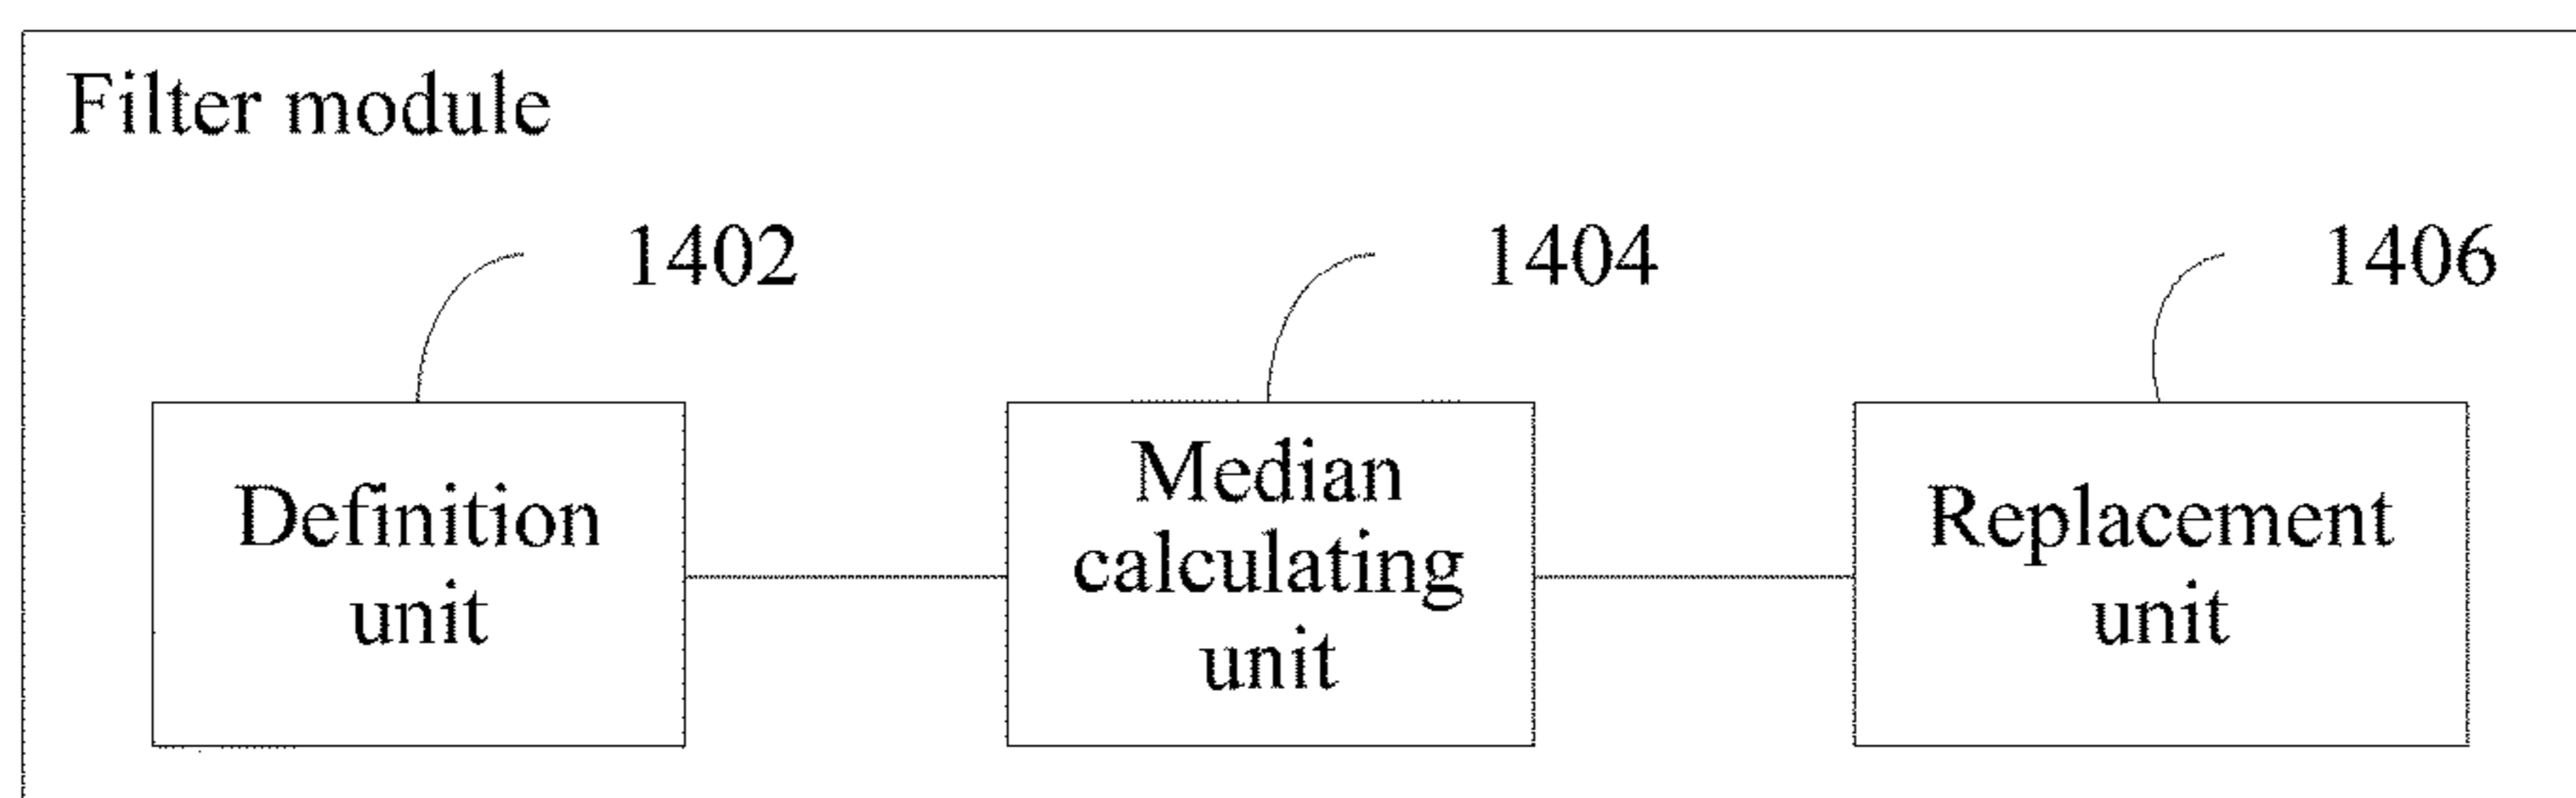 Filter module
1402
1404
1406
Definition
unit
Median
calculating
unit
Replacement
unit